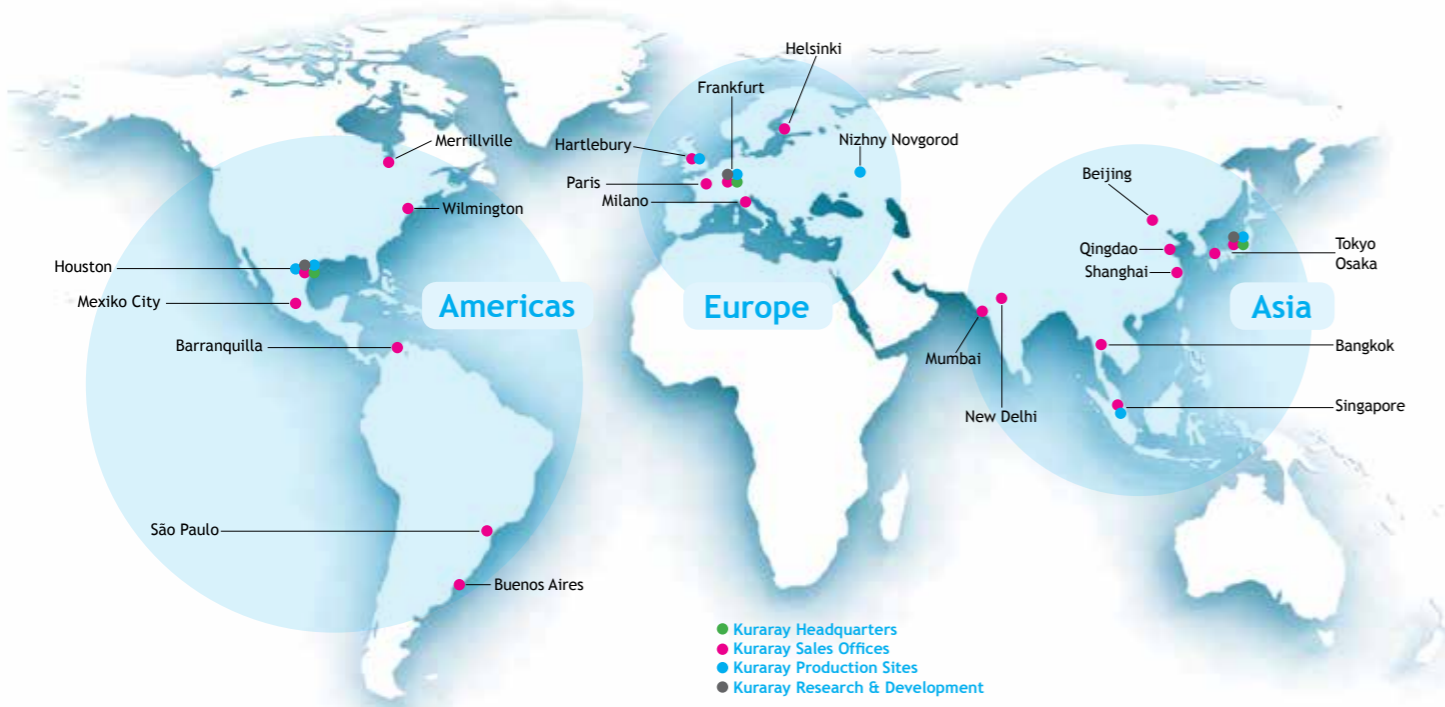 Helsinki
Frankfurt
Merrillville
Hartlebury
Nizhny Novgorod
Beijing
Paris
Milano
Wilmington
Qingdao
Tokyo
Osaka
Houston
Shanghai
Mexiko City
Americas
Europe
Asia
Barranquilla
Mumbai
Bangkok
New Delhi
Singapore
São Paulo
Buenos Aires
Kuraray Headquarters
Kuraray Sales Offices
Kuraray Production Sites
Kuraray Research & Development